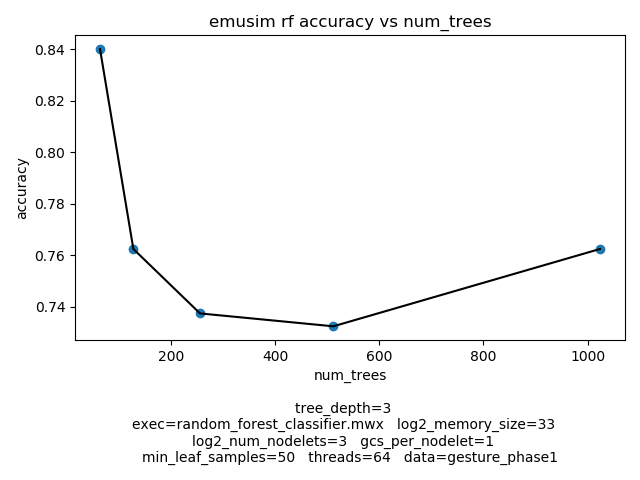 emusim rf accuracy vs num_trees
0.84
0.82
0.80
0.78
0.76
0.74
accuracy
200 400 600 800 1000
num_trees
tree_depth=3
exec=random_forest_classifier.mwx log2_memory_size=33
log2_num_nodelets=3 gcs_per_nodelet=1
min_leaf_samples=50 threads=64 data=gesture_phase1